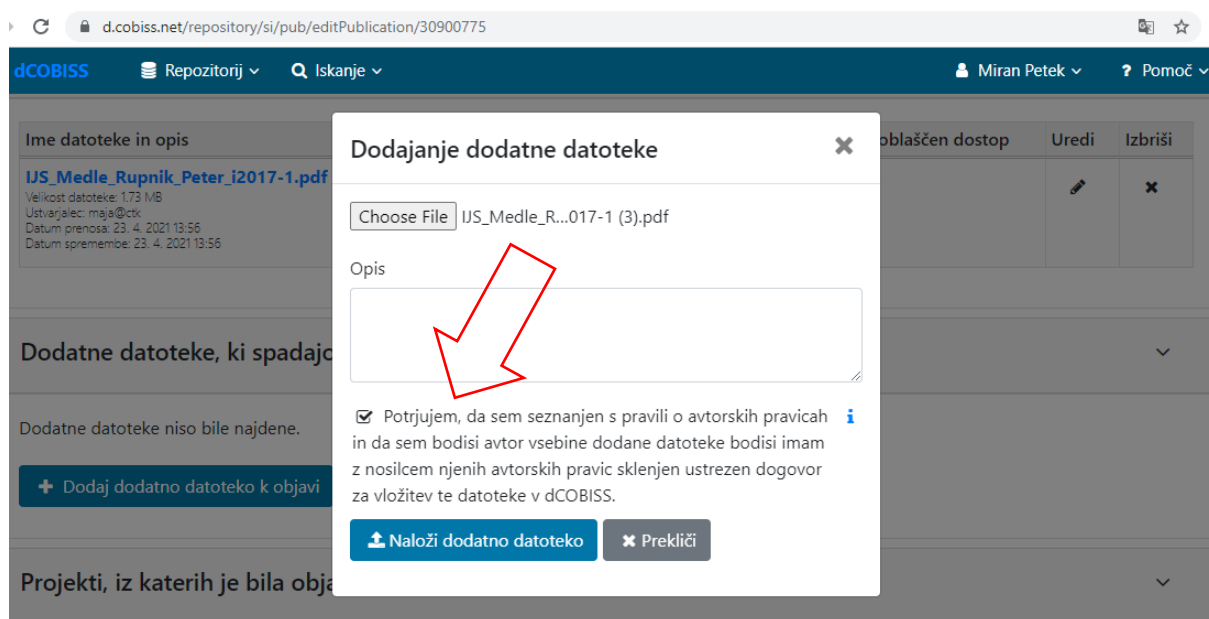 d.cobiss.net/repository/si/pub/editPublication/30900775
dCOBISS Repozitorij Iskanje Miran Petek ? Pomoč
Ime datoteke in opis oblaščen dostop Uredi Izbriši
IJS_Medle_Rupnik_Peter_i2017-1.pdf
Velikost datoteke: 1.73 MB
Ustvarjalec: maja@ctk
Datum prenosa: 23. 4. 2021 13:56
Datum spremembe: 23. 4. 2021 13:56
Dodatne datoteke, ki spadajo
Dodatne datoteke niso bile najdene.
Dodaj dodatno datoteko k objavi
Projekti, iz katerih je bila obja
Dodajanje dodatne datoteke
Choose File IJS_Medle_R...017-1 (3).pdf
Opis
Potrjujem, da sem seznanjen s pravili o avtorskih pravicah
in da sem bodisi avtor vsebine dodane datoteke bodisi imam
z nosilcem njenih avtorskih pravic sklenjen ustrezen dogovor
za vložitev te datoteke v dCOBISS.
Naloži dodatno datoteko Prekliči